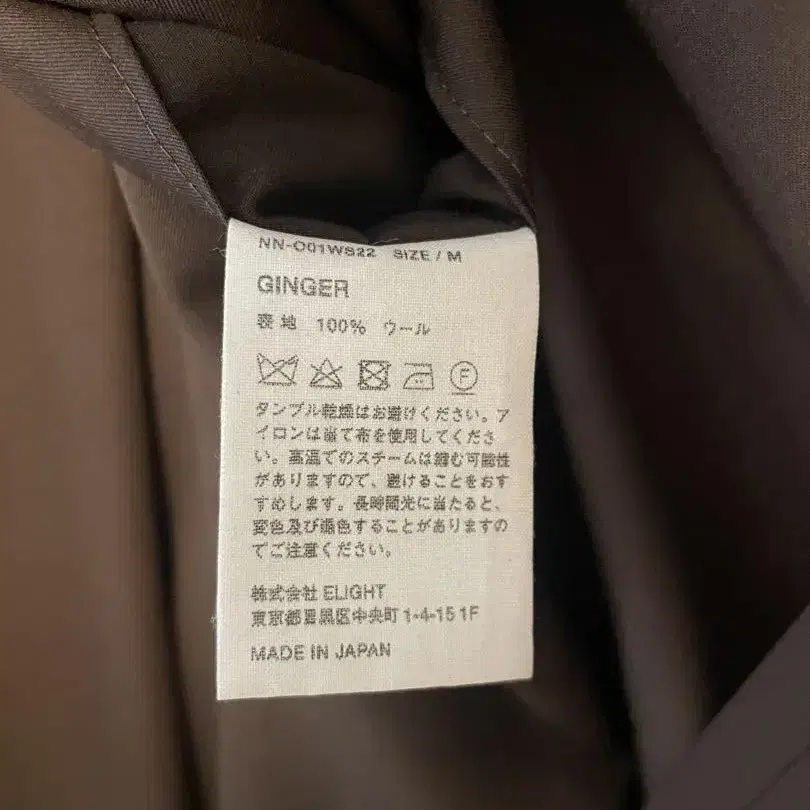 NN-O01WS22 SIZE / M
GINGER
表地 100% ウール
F
タンブル乾燥はお避けください。ア
イロンは当て布を使用してくださ
い。高温でのスチームは縮む可能性
がありますので、避けることをおす
すめします。長時間光に当たると、
変色及び褪色することがありますの
でご注意ください。
株式会社 ELIGHT
東京都目黒区中央町 1-4-15 1F
MADE IN JAPAN